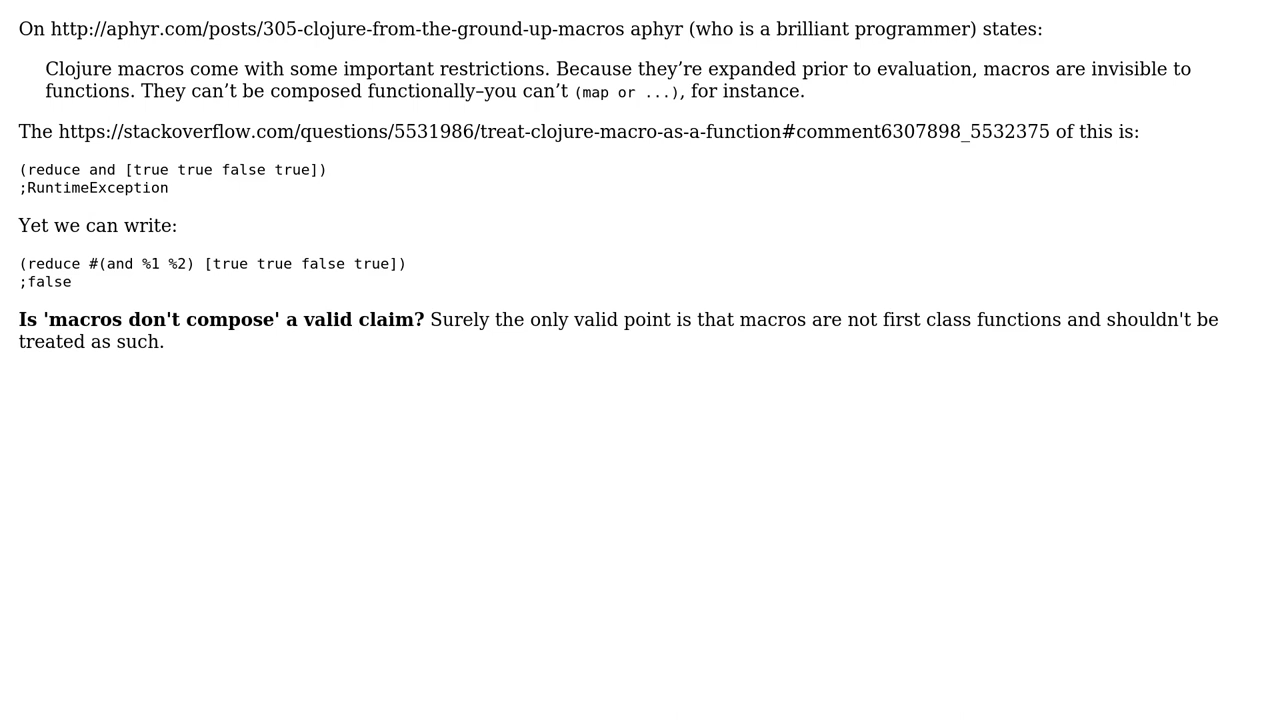 On http://aphyr.com/posts/305-clojure-from-the-ground-up-macros aphyr (who is a brilliant programmer) states:
Clojure macros come with some important restrictions. Because they’re expanded prior to evaluation, macros are invisible to
functions. They can’t be composed functionally–you can’t (map or ...), for instance.
The https://stackoverflow.com/questions/5531986/treat-clojure-macro-as-a-function#comment6307898_5532375 of this is:
(reduce and [true true false true])
;RuntimeException
Yet we can write:
(reduce #(and %1 %2) [true true false true])
;false
Is 'macros don't compose' a valid claim? Surely the only valid point is that macros are not first class functions and shouldn't be
treated as such.